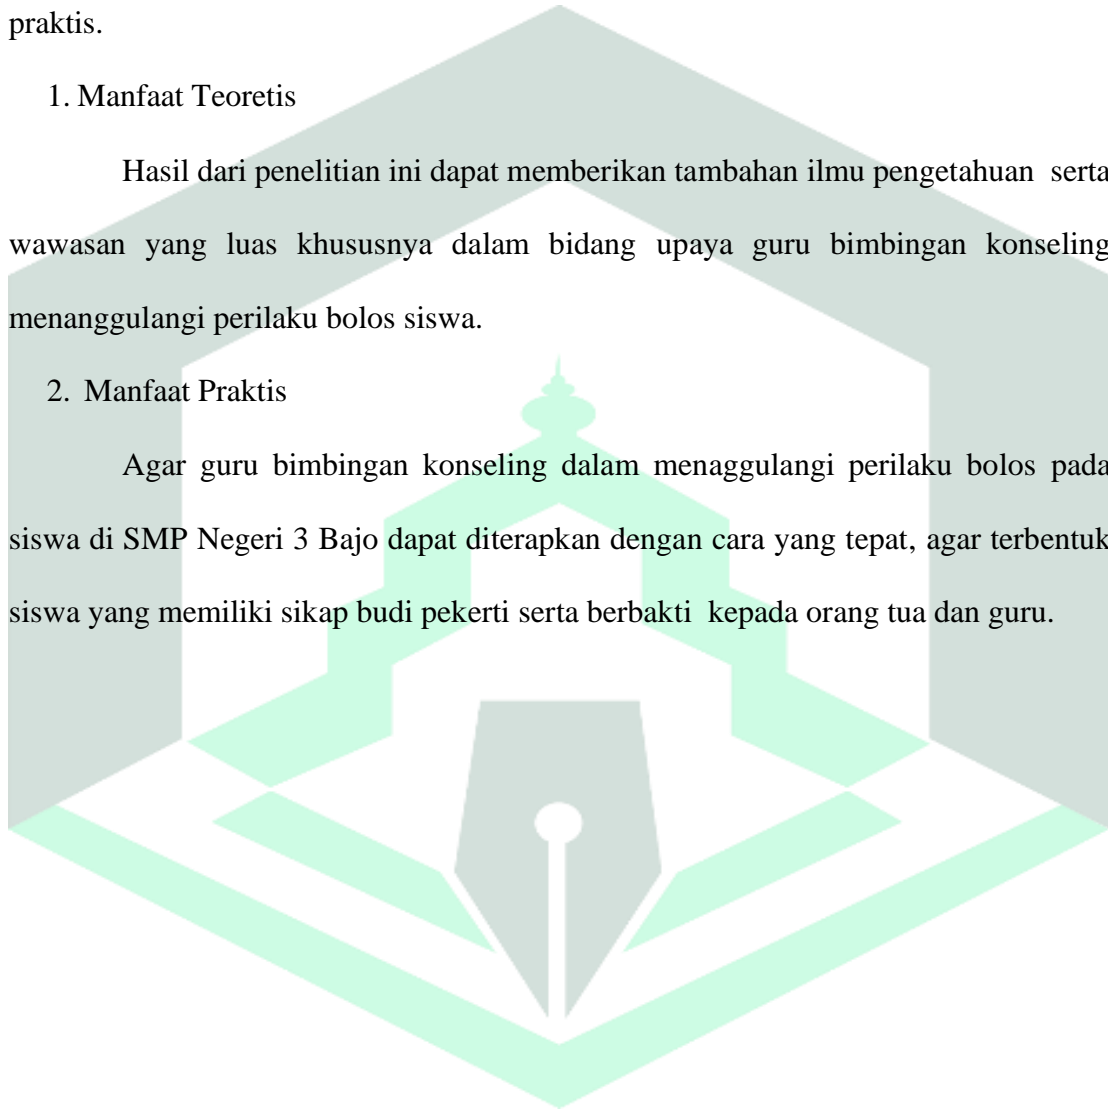 praktis.
1. Manfaat Teoretis
Hasil dari penelitian ini dapat memberikan tambahan ilmu pengetahuan  serta
wawasan yang luas khususnya dalam bidang upaya guru bimbingan konseling
menanggulangi perilaku bolos siswa.
2.  Manfaat Praktis
Agar guru bimbingan konseling dalam menaggulangi perilaku bolos pada
siswa di SMP Negeri 3 Bajo dapat diterapkan dengan cara yang tepat, agar terbentuk
siswa yang memiliki sikap budi pekerti serta berbakti  kepada orang tua dan guru.